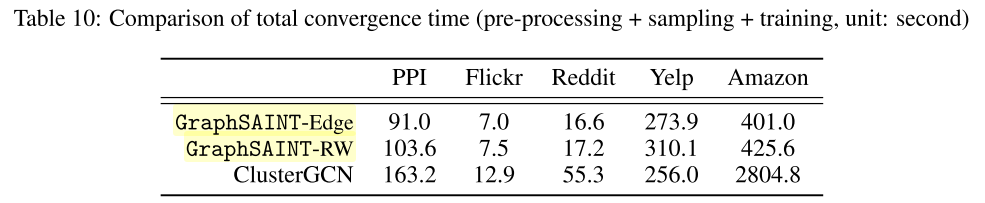 Table 10: Comparison of total convergence time (pre-processing + sampling + training, unit: second)
PPI Flickr Reddit Yelp Amazon
GraphSAINT-Edge 91.0 7.0 16.6 273.9 401.0
GraphSAINT-RW 103.6 7.5 17.2 310.1 425.6
ClusterGCN 163.2 12.9 55.3 256.0 2804.8